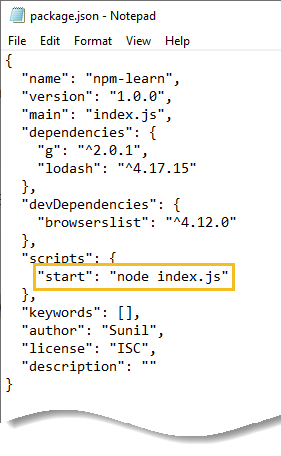 package.json - Notepad
File Edit Format View Help
{
  "name": "npm-learn",
  "version": "1.0.0",
  "main": "index.js",
  "dependencies": {
    "g": "^2.0.1",
    "lodash": "^4.17.15"
  },
  "devDependencies": {
    "browserslist": "^4.12.0"
  },
  "scripts": {
    "start": "node index.js"
  },
  "keywords": [],
  "author": "Sunil",
  "license": "ISC",
  "description": ""
}